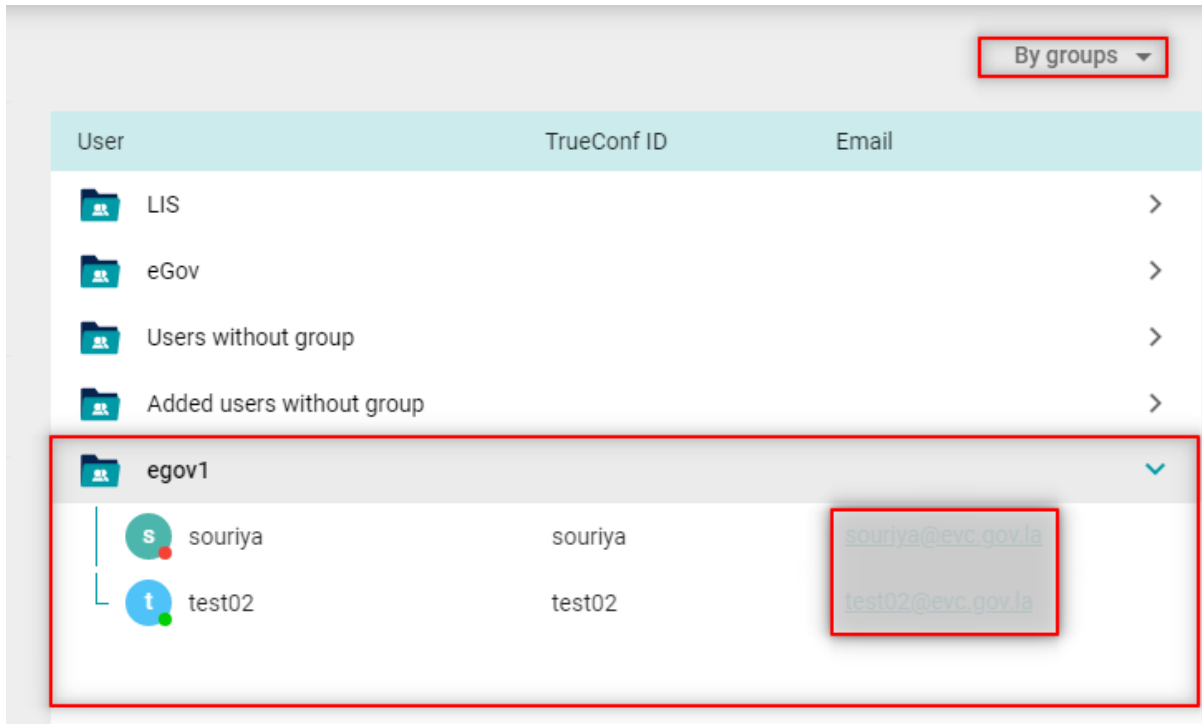 By groups
User TrueConf ID Email
LIS
eGov
Users without group
Added users without group
egov1
s souriya souriya souriya@evc.gov.la
t test02 test02 test02@evc.gov.la